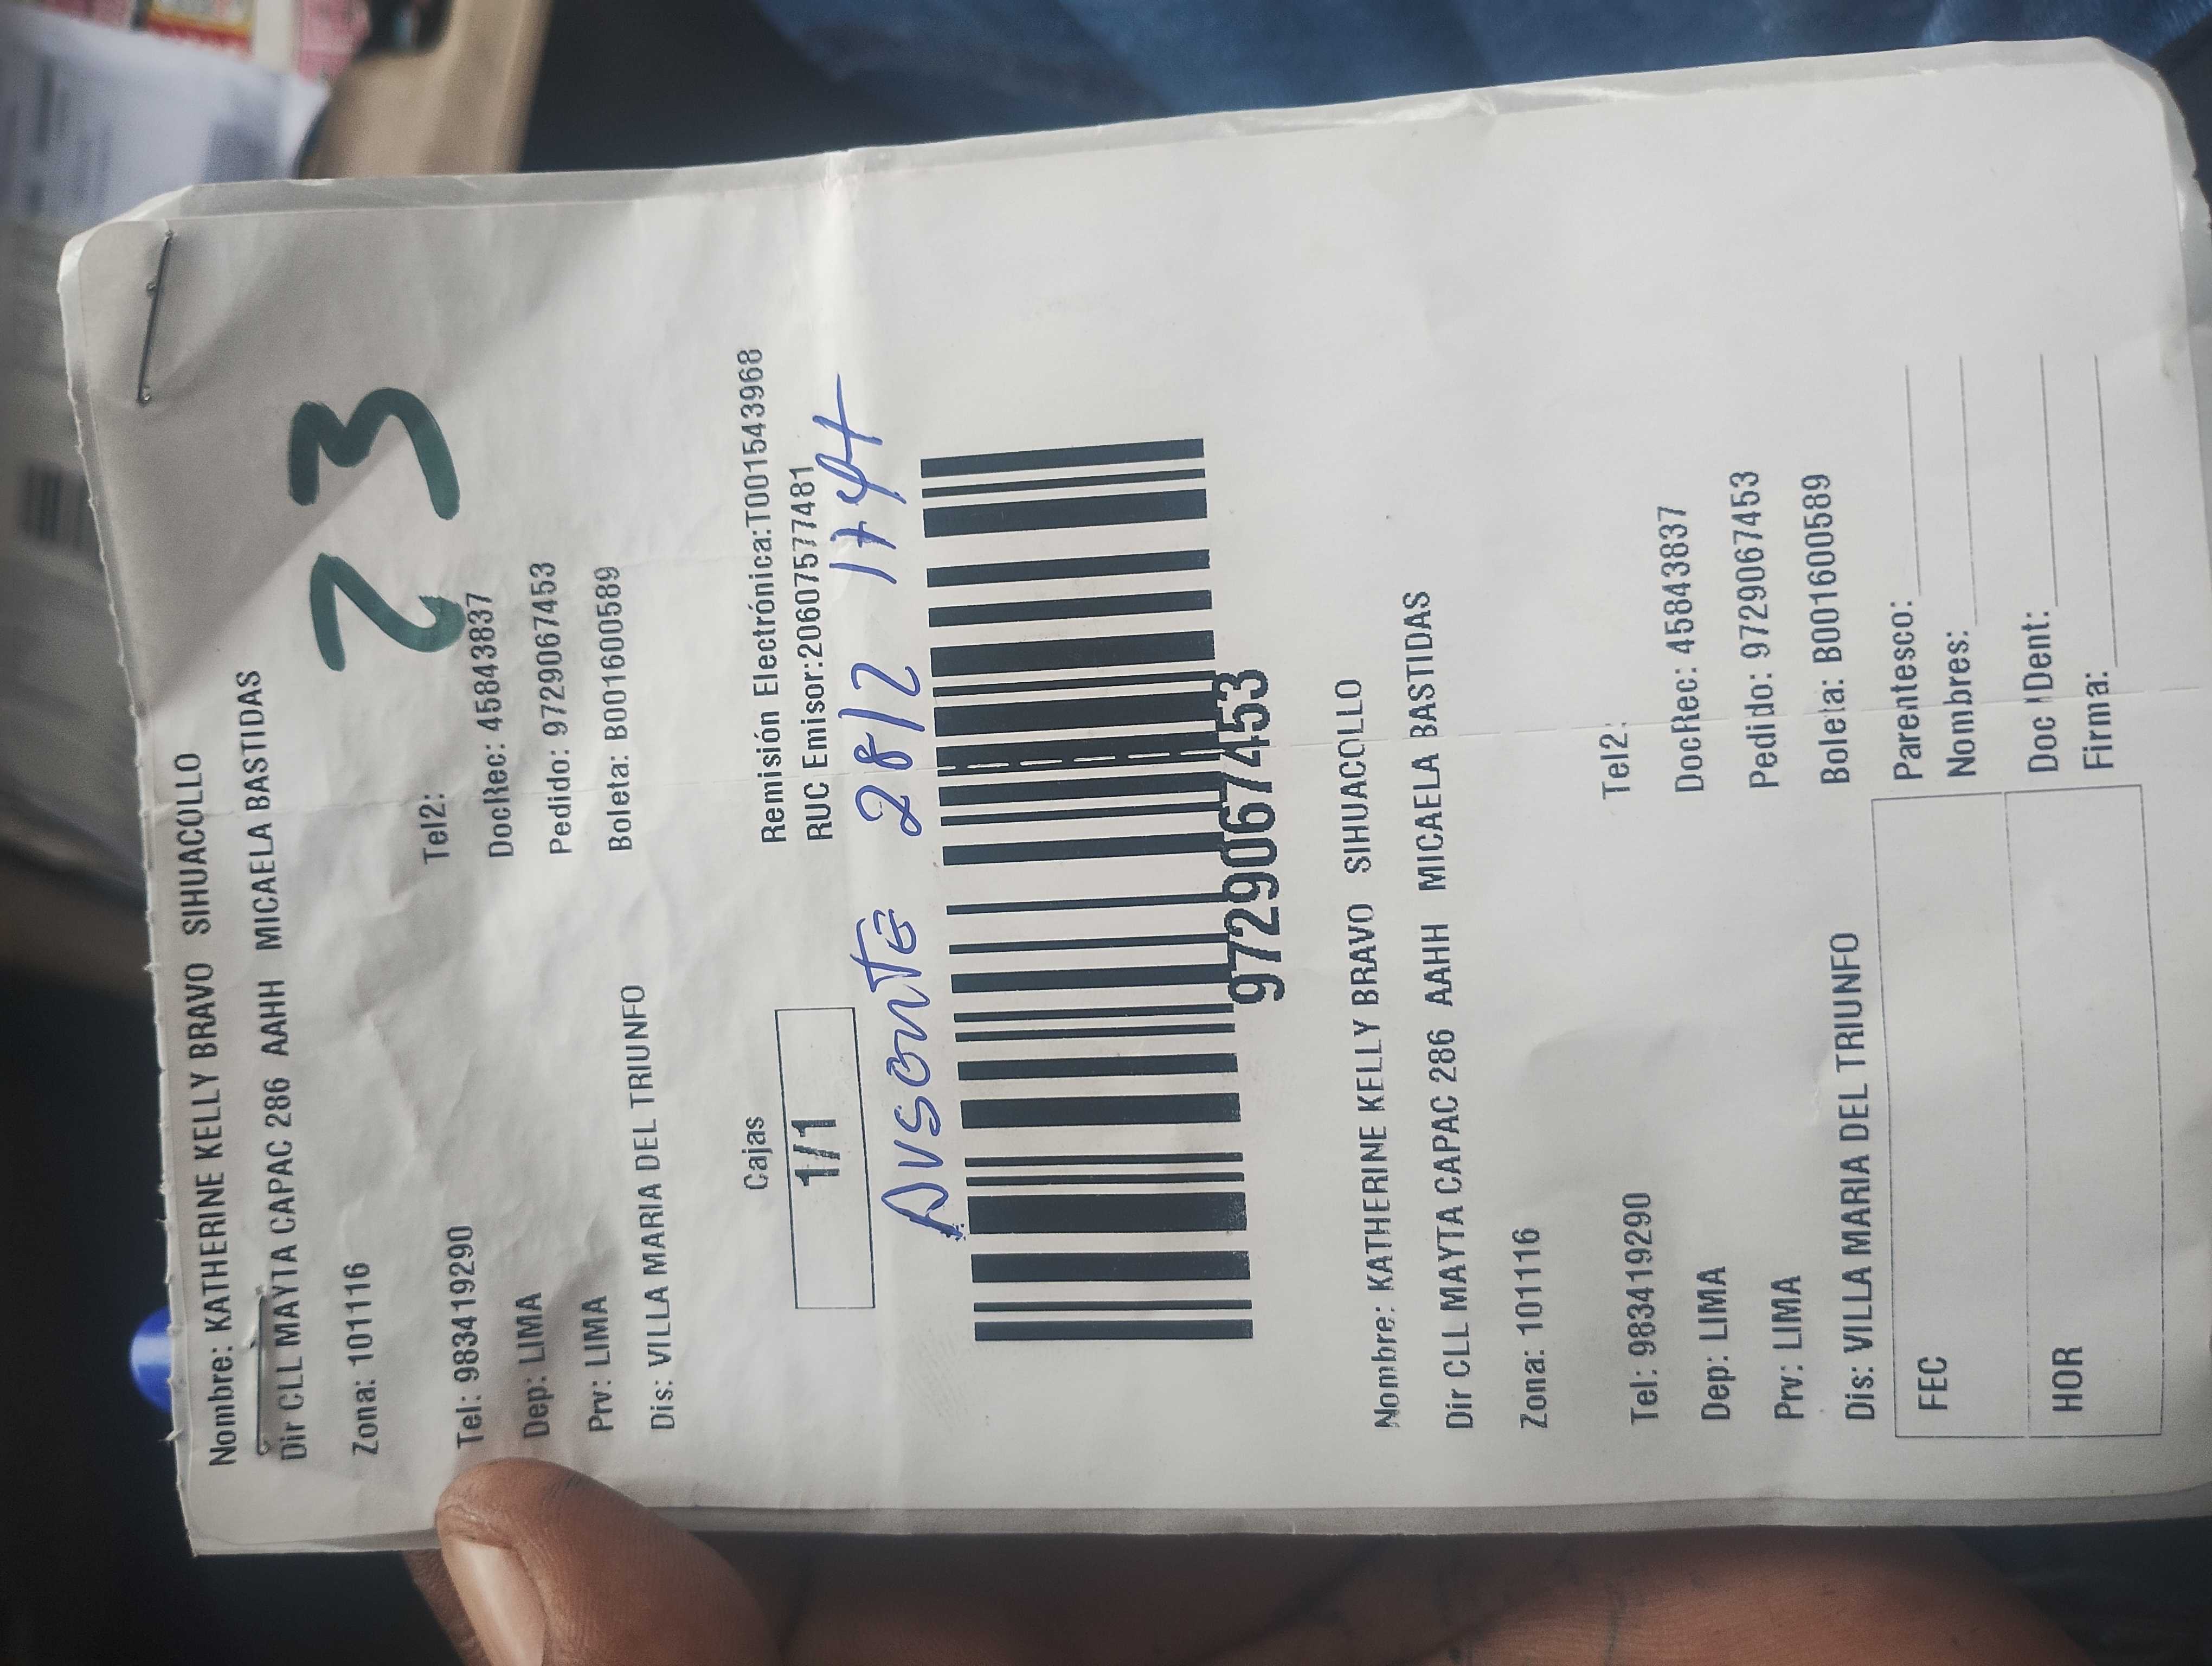 Nombre: KATHERINE KELLY BRAVO SIHUACOLLO
Dir CLL MAYTA CAPAC 286 AAHH MICAELA BASTIDAS
23
Zona: 101116
Tel: 983419290 Tel2:
Dep: LIMA DocRec: 45843837
Prv: LIMA Pedido: 9729067453
Dis: VILLA MARIA DEL TRIUNFO Boleta: B001600589
Cajas Remisión Electrónica:T001543968
1/1 RUC Emisor:20607577481
Ausente 28/2
9729067453
Nombre: KATHERINE KELLY BRAVO SIHUACOLLO
Dir CLL MAYTA CAPAC 286 AAHH MICAELA BASTIDAS
Zona: 101116
Tel: 983419290 Tel2:
Dep: LIMA DocRec: 45843837
Prv: LIMA Pedido: 9729067453
Dis: VILLA MARIA DEL TRIUNFO Boleta: B001600589
FEC Parentesco:
Nombres:
HOR Doc Ident:
Firma: